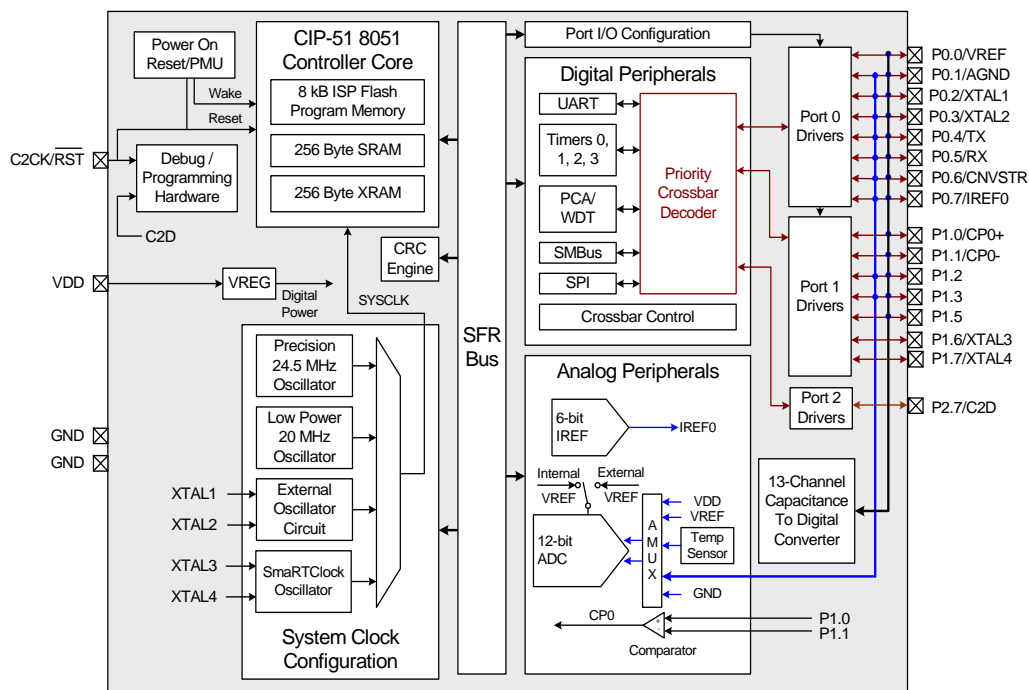 Power On
Reset/PMU
Wake
Reset
C2CK/RST
Debug /
Programming
Hardware
C2D
VDD
VREG
Digital
Power
GND
GND
CIP-51 8051
Controller Core
8 kB ISP Flash
Program Memory
256 Byte SRAM
256 Byte XRAM
CRC
Engine
SYSCLK
Precision
24.5 MHz
Oscillator
Low Power
20 MHz
Oscillator
XTAL1
XTAL2
External
Oscillator
Circuit
XTAL3
XTAL4
SmaRTClock
Oscillator
System Clock
Configuration
SFR
Bus
Port I/O Configuration
Digital Peripherals
UART
Timers 0,
1, 2, 3
PCA/
WDT
SMBus
SPI
Priority
Crossbar
Decoder
Crossbar Control
Analog Peripherals
6-bit
IREF
IREF0
Internal
VREF
External
VREF
12-bit
ADC
A
M
U
X
VDD
VREF
Temp
Sensor
GND
CP0
+
-
Comparator
P1.0
P1.1
Port 0
Drivers
Port 1
Drivers
Port 2
Drivers
13-Channel
Capacitance
To Digital
Converter
P0.0/VREF
P0.1/AGND
P0.2/XTAL1
P0.3/XTAL2
P0.4/TX
P0.5/RX
P0.6/CNVSTR
P0.7/IREF0
P1.0/CP0+
P1.1/CP0-
P1.2
P1.3
P1.5
P1.6/XTAL3
P1.7/XTAL4
P2.7/C2D